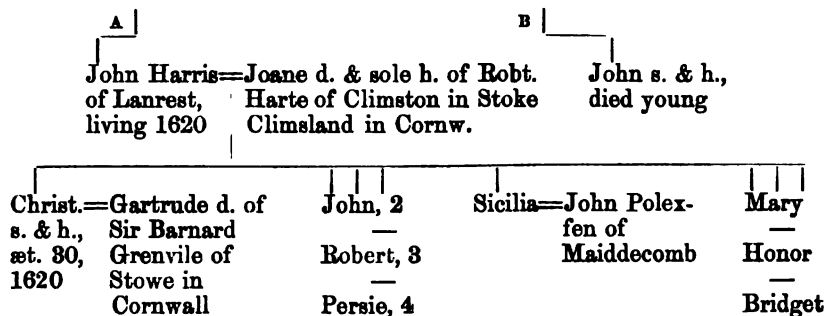 A B
John Harris=Joane d. & sole h. of Robt. John s. & h.,
of Lanrest, Harte of Climston in Stoke died young
living 1620 Climsland in Cornw.
Christ.=Gartrude d. of John, 2 Sicilia=John Polex- Mary
s. & h., Sir Barnard — fen of —
æt. 30, Grenvile of Robert, 3 Maiddecomb Honor
1620 Stowe in — —
Cornwall Persie, 4 Bridget